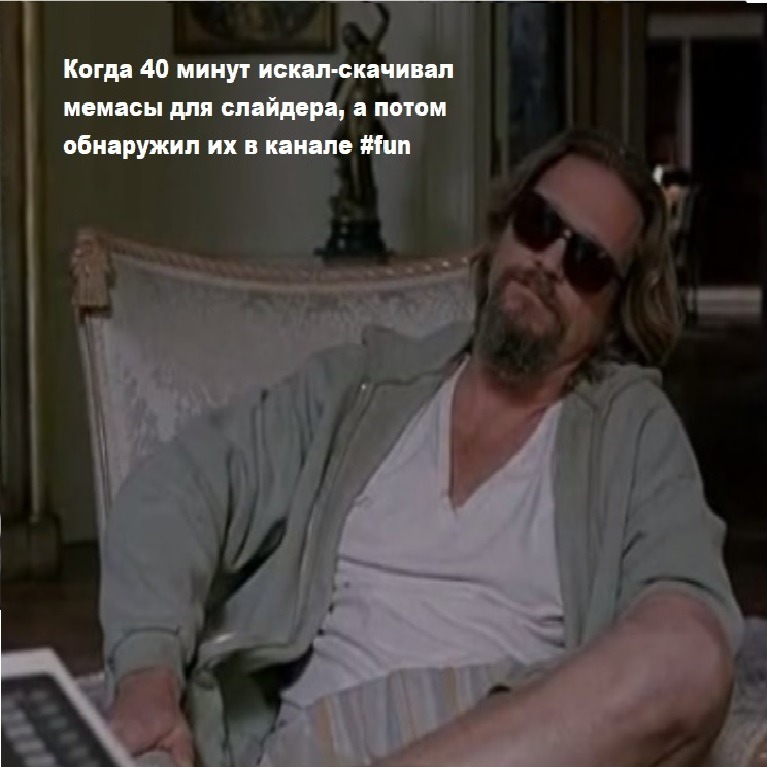 Когда 40 минут искал-скачивал
мемасы для слайдера, а потом
обнаружил их в канале #fun